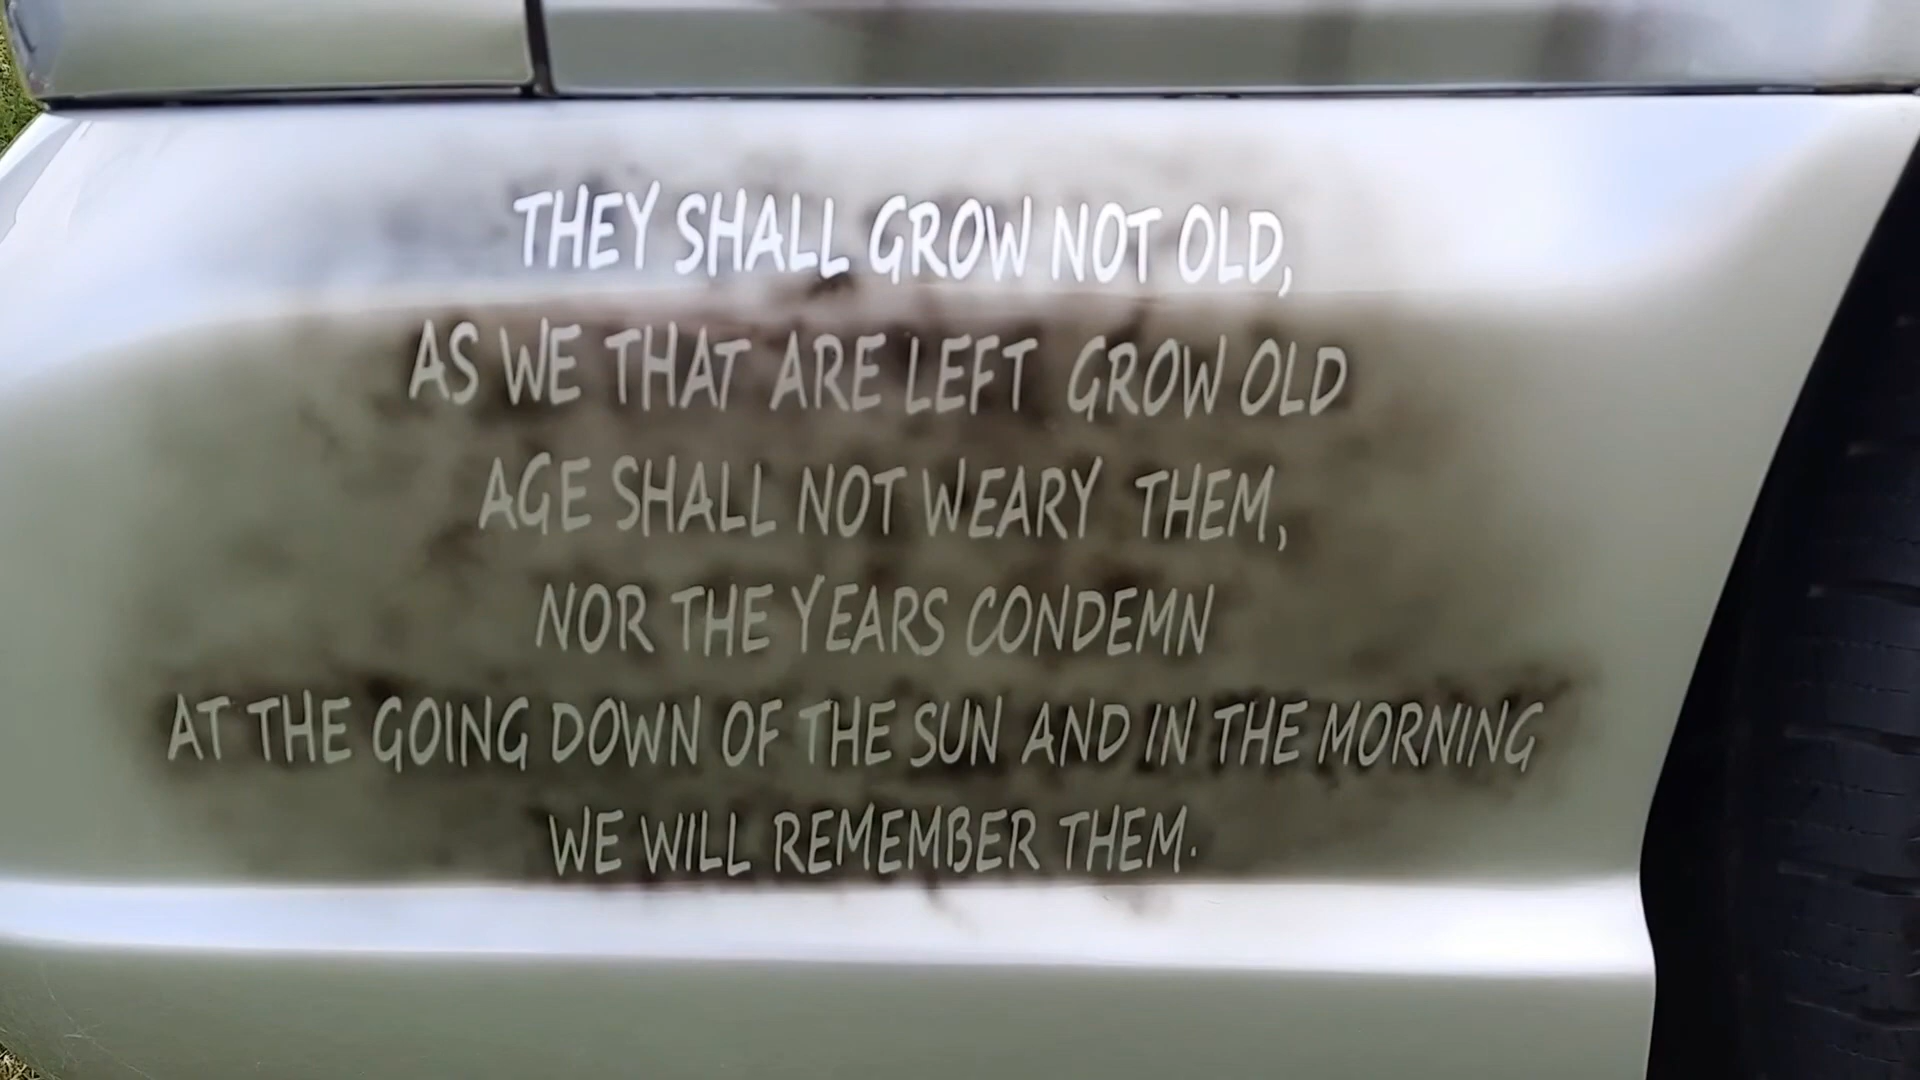 THEY SHALL GROW NOT OLD,
AS WE THAT ARE LEFT GROW OLD
AGE SHALL NOT WEARY THEM,
NOR THE YEARS CONDEMN
AT THE GOING DOWN OF THE SUN AND IN THE MORNING
WE WILL REMEMBER THEM.